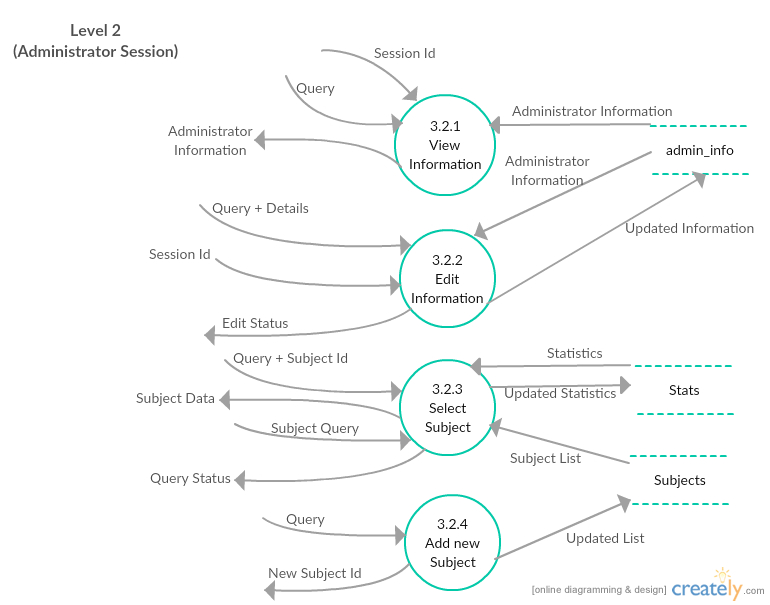 Level 2
(Administrator Session)
Session Id
Query
Administrator
Information
3.2.1
View
Information
Administrator Information
admin_info
Administrator
Information
Updated Information
Query + Details
Session Id
3.2.2
Edit
Information
Edit Status
Query + Subject Id
Subject Data
Subject Query
Query Status
3.2.3
Select
Subject
Statistics
Updated Statistics
Stats
Subject List
Subjects
Query
New Subject Id
3.2.4
Add new
Subject
Updated List
[online diagramming & design] creately.com